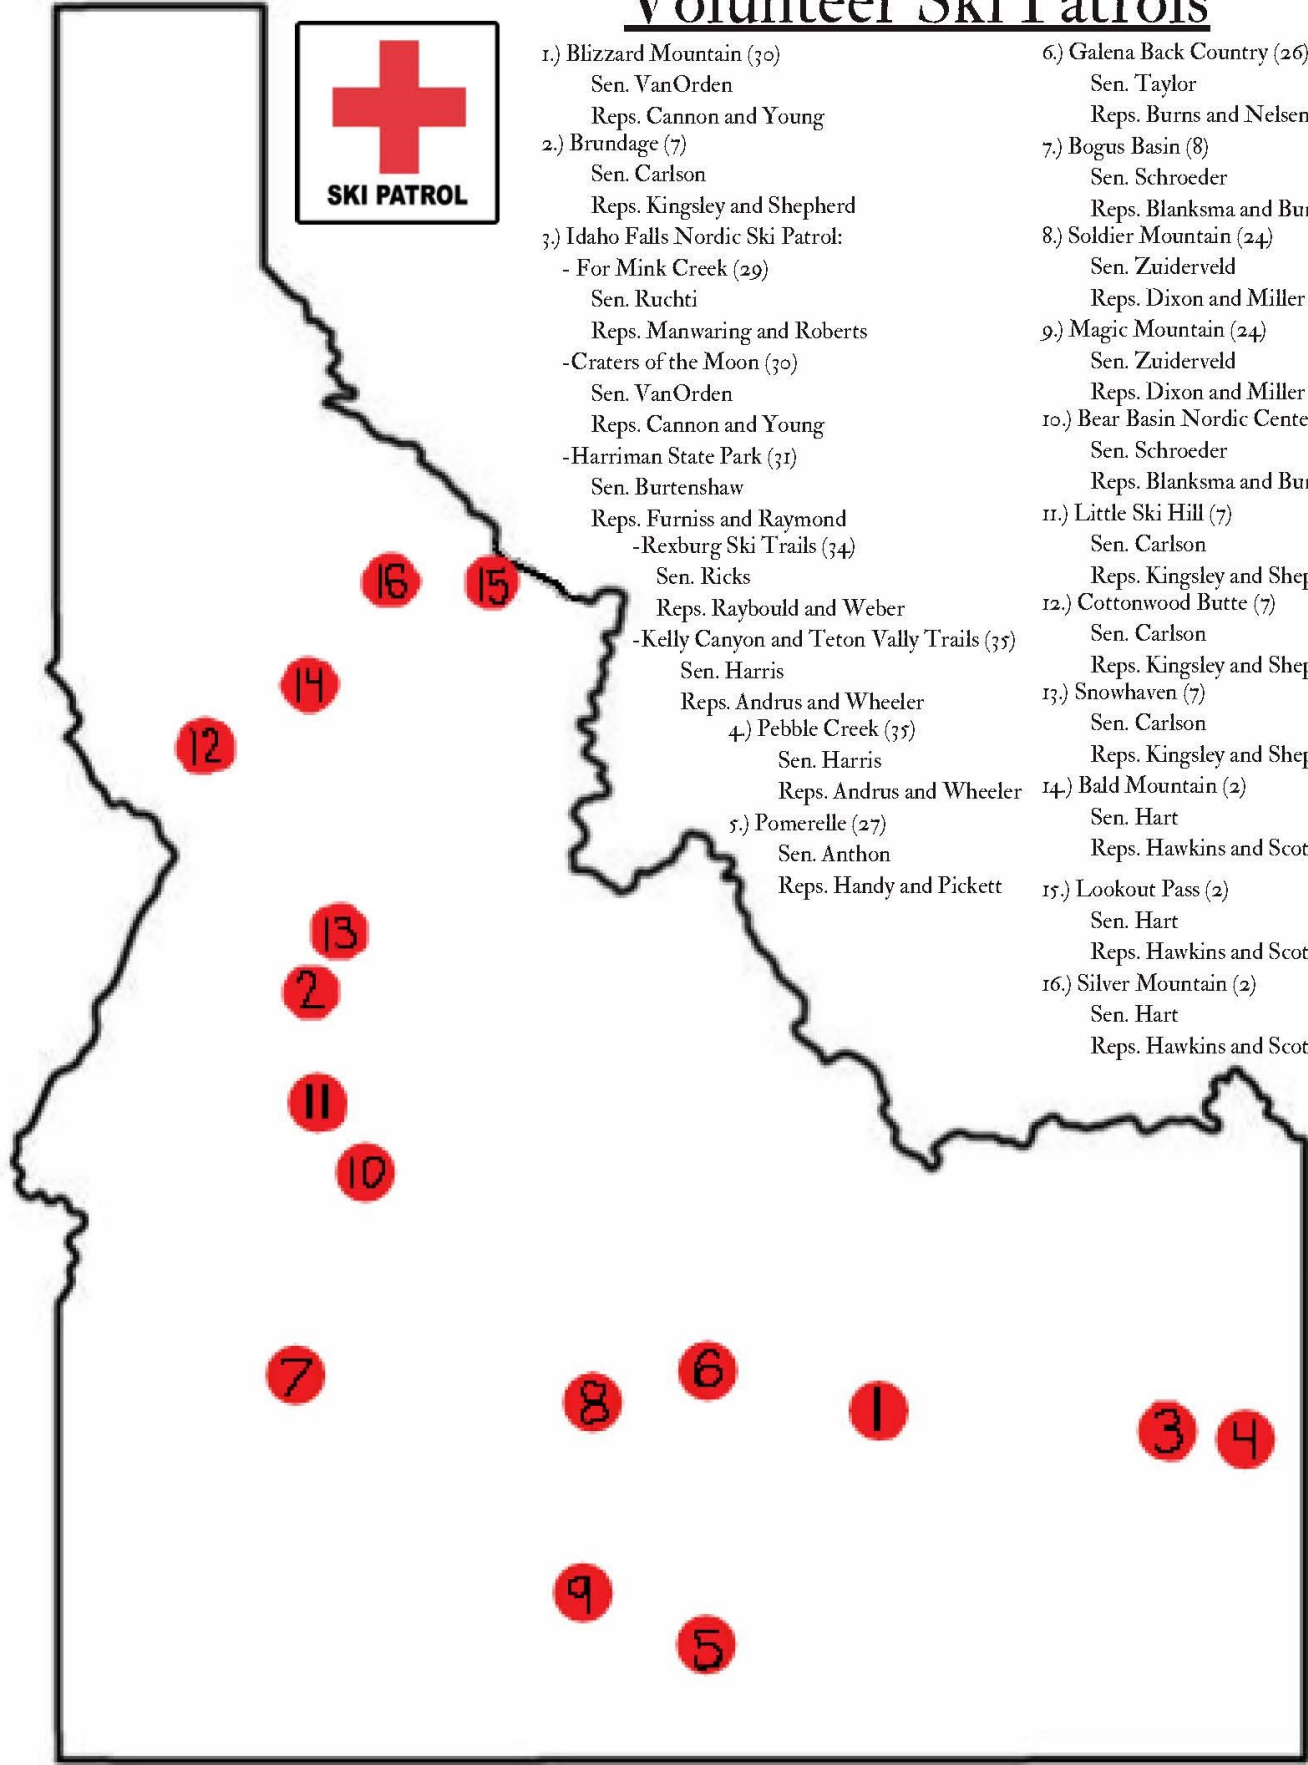 Volunteer Ski Patrols
SKI PATROL
1.) Blizzard Mountain (30)
Sen. VanOrden
Reps. Cannon and Young
2.) Brundage (7)
Sen. Carlson
Reps. Kingsley and Shepherd
3.) Idaho Falls Nordic Ski Patrol:
- For Mink Creek (29)
Sen. Ruchti
Reps. Manwaring and Roberts
-Craters of the Moon (30)
Sen. VanOrden
Reps. Cannon and Young
-Harriman State Park (31)
Sen. Burtenshaw
Reps. Furniss and Raymond
-Rexburg Ski Trails (34)
Sen. Ricks
Reps. Raybould and Weber
-Kelly Canyon and Teton Vally Trails (35)
Sen. Harris
Reps. Andrus and Wheeler
4.) Pebble Creek (35)
Sen. Harris
Reps. Andrus and Wheeler
5.) Pomerelle (27)
Sen. Anthon
Reps. Handy and Pickett
6.) Galena Back Country (26)
Sen. Taylor
Reps. Burns and Nelsen
7.) Bogus Basin (8)
Sen. Schroeder
Reps. Blanksma and
8.) Soldier Mountain (24)
Sen. Zuiderveld
Reps. Dixon and Miller
9.) Magic Mountain (24)
Sen. Zuiderveld
Reps. Dixon and Miller
10.) Bear Basin Nordic
Sen. Schroeder
Reps. Blanksma and
11.) Little Ski Hill (7)
Sen. Carlson
Reps. Kingsley and
12.) Cottonwood Butte (7)
Sen. Carlson
Reps. Kingsley and
13.) Snowhaven (7)
Sen. Carlson
Reps. Kingsley and
14.) Bald Mountain (2)
Sen. Hart
Reps. Hawkins and
15.) Lookout Pass (2)
Sen. Hart
Reps. Hawkins and
16.) Silver Mountain (2)
Sen. Hart
Reps. Hawkins and
16
15
14
12
13
2
11
10
7
8
6
1
3
4
9
5